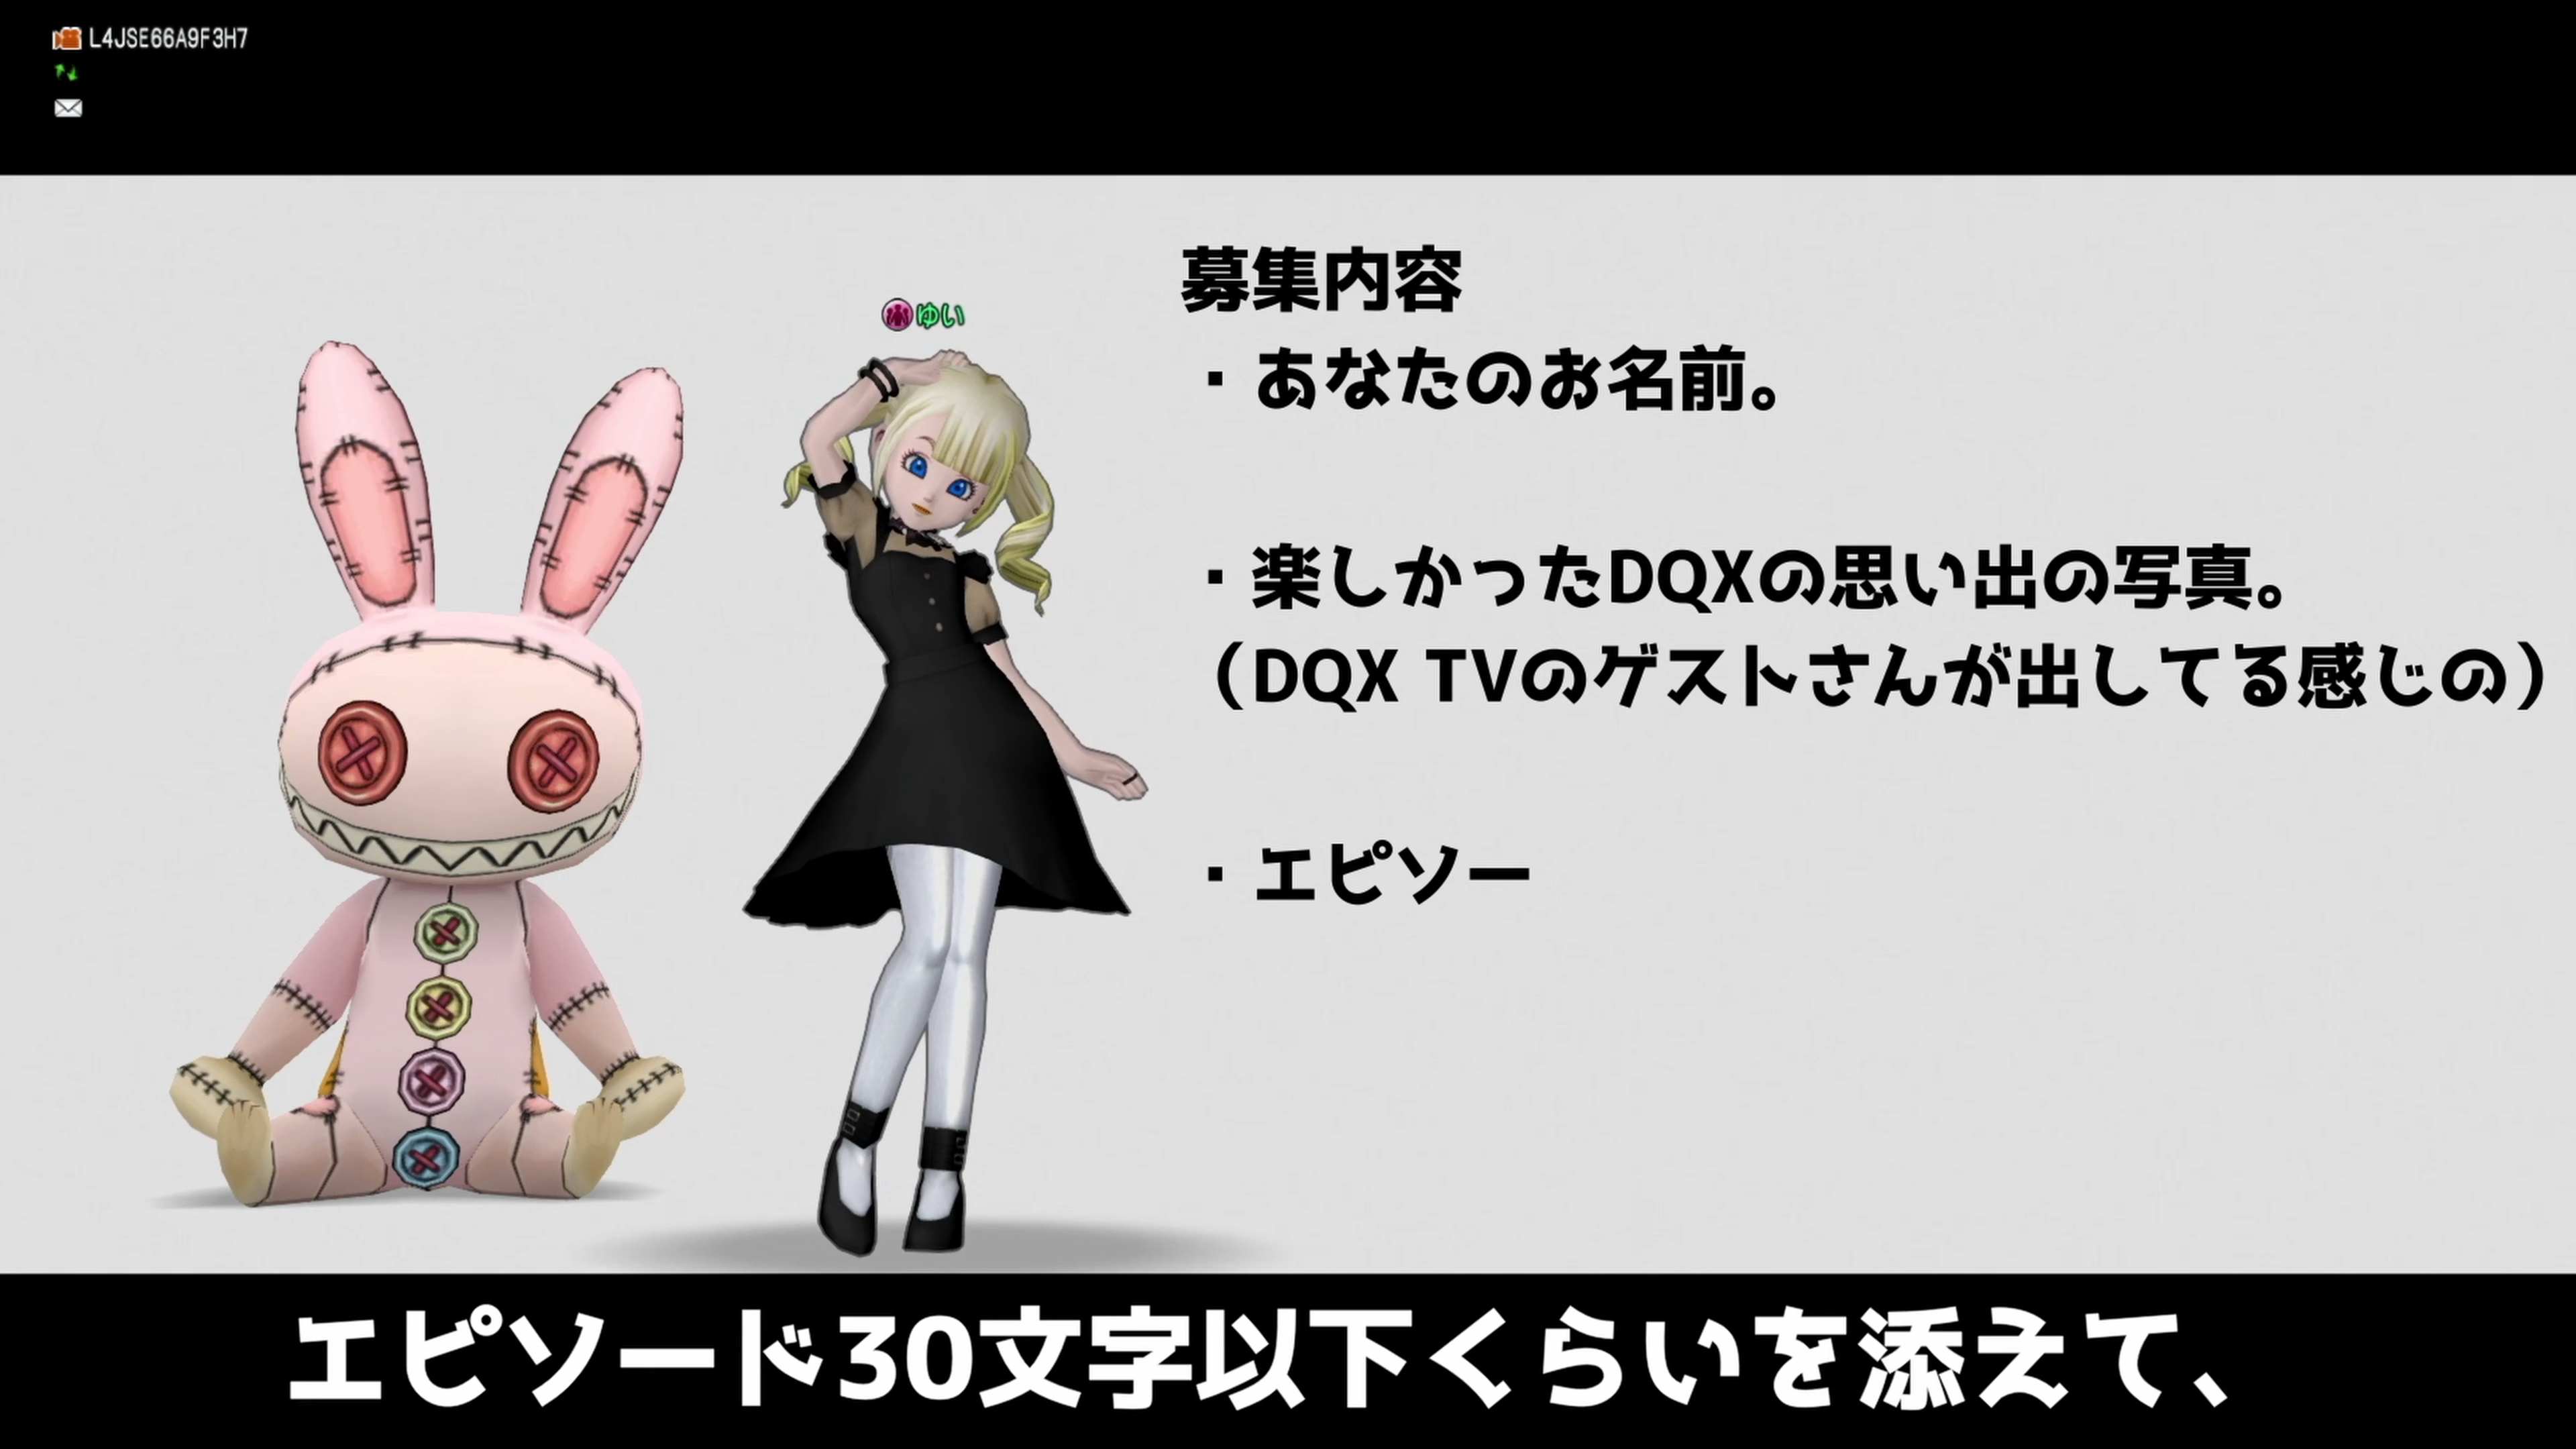 L4JSE66A9F3H7
募集内容
・あなたのお名前。
ゆい
・楽しかったDQXの思い出の写真。
（DQX TVのゲストさんが出してる感じの）
・エピソー
エピソード30文字以下くらいを添えて、